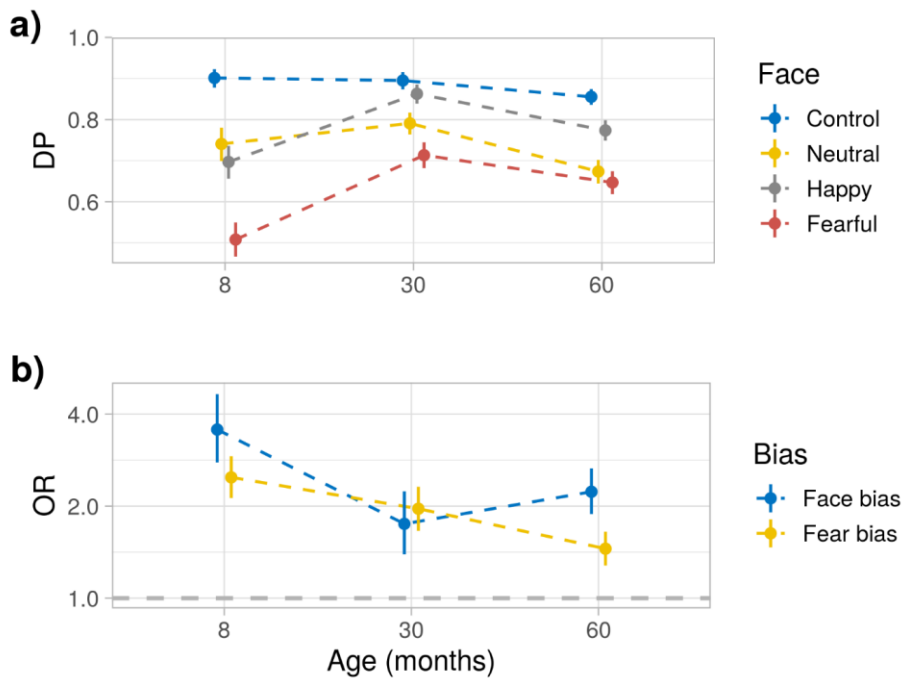 a)
1.0
0.8
0.6
DP
8 30 60
Face
Control
Neutral
Happy
Fearful
b)
4.0
2.0
1.0
OR
8 30 60
Age (months)
Bias
Face bias
Fear bias